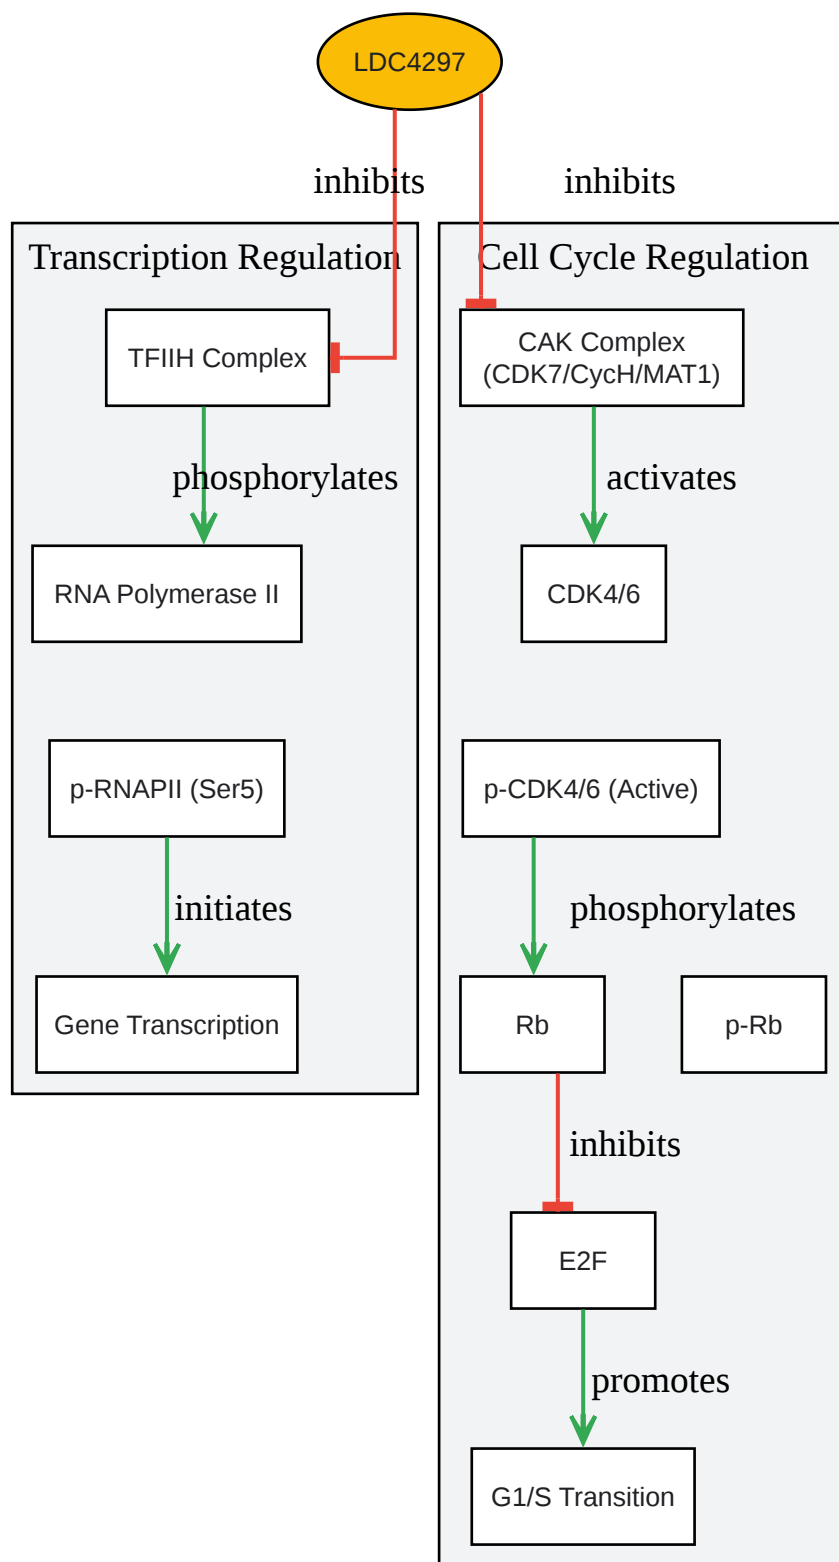 LDC4297
inhibits
inhibits
Transcription Regulation
Cell Cycle Regulation
TFIIH Complex
CAK Complex
(CDK7/CycH/MAT1)
phosphorylates
activates
RNA Polymerase II
CDK4/6
p-RNAPII (Ser5)
p-CDK4/6 (Active)
initiates
phosphorylates
Gene Transcription
Rb
p-Rb
inhibits
E2F
promotes
G1/S Transition